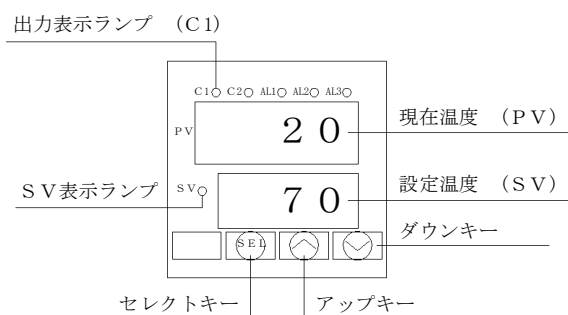 出力表示ランプ （C1）
C1 C2 AL1 AL2 AL3
PV
20
現在温度 （PV）
SV表示ランプ
SV
70
設定温度 （SV）
SEL
ダウンキー
セレクトキー
アップキー